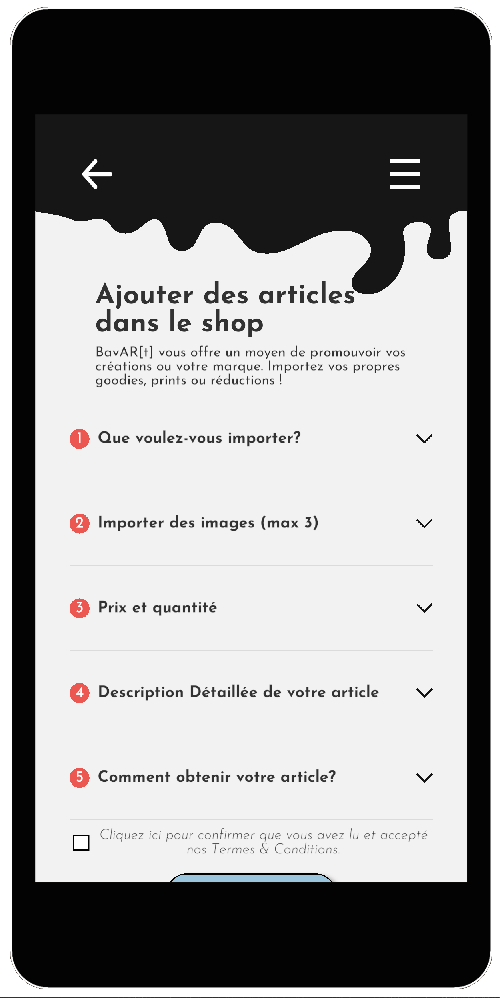 Ajouter des articles
dans le shop
BavAR[t] vous offre un moyen de promouvoir vos
créations ou votre marque. Importez vos propres
goodies, prints ou réductions !
1 Que voulez-vous importer?
2 Importer des images (max 3)
3 Prix et quantité
4 Description Détaillée de votre article
5 Comment obtenir votre article?
Cliquez ici pour confirmer que vous avez lu et accepté
nos Termes & Conditions.